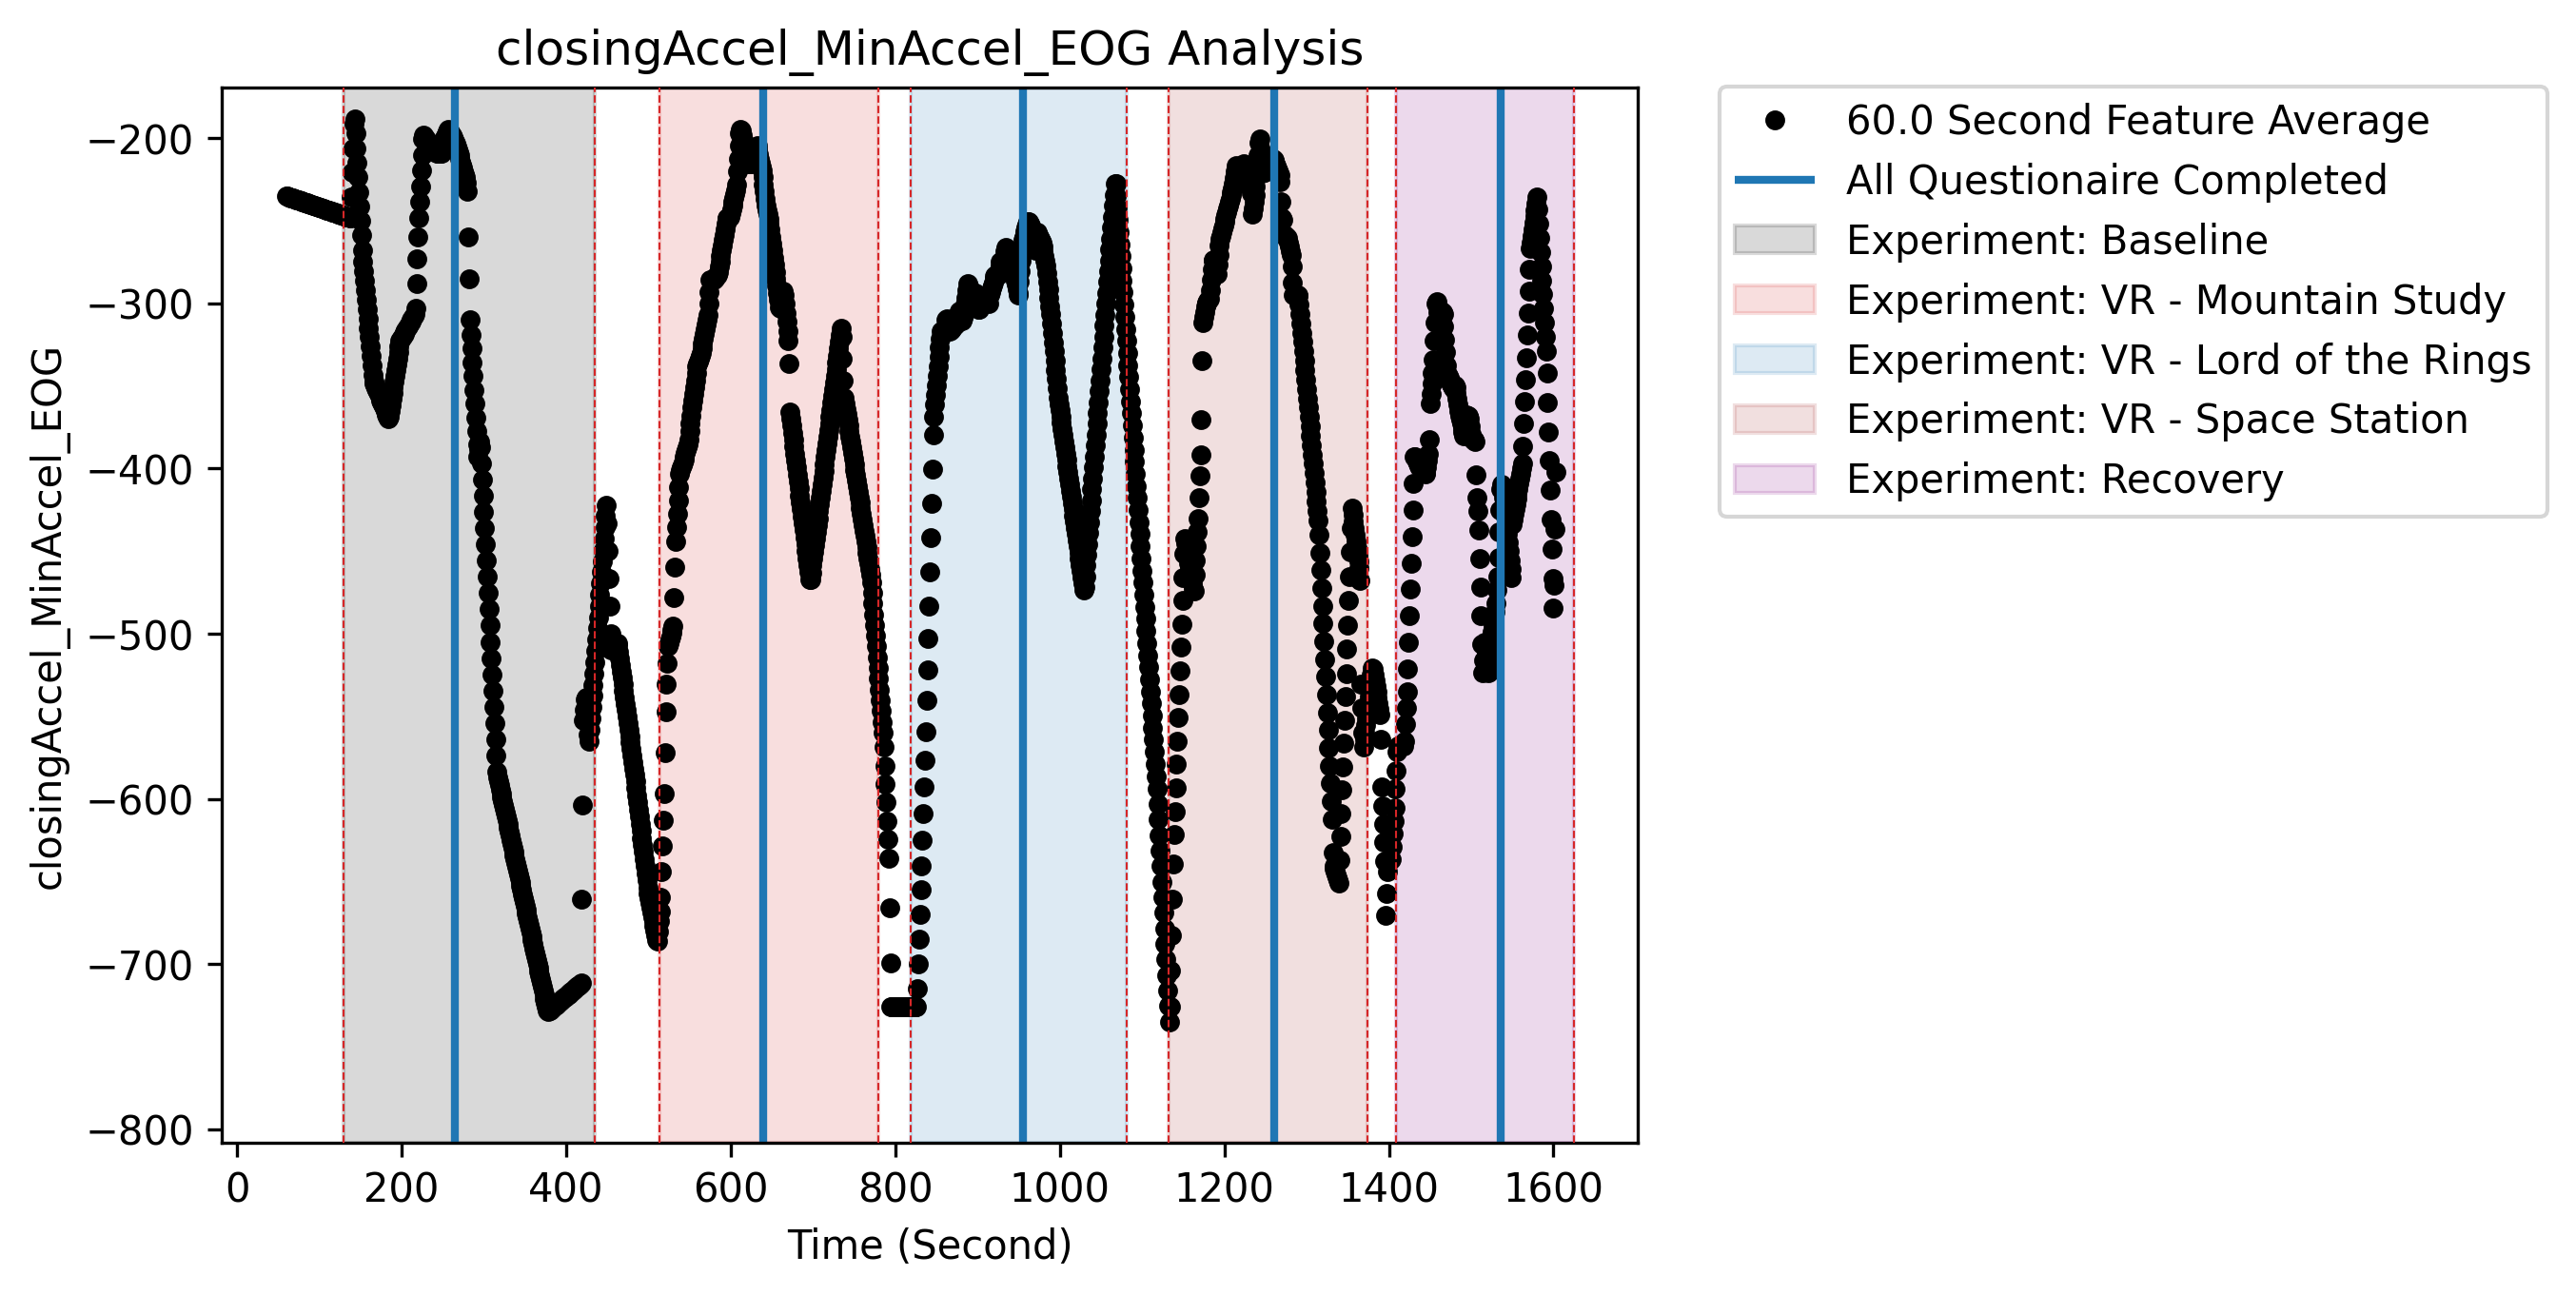 closingAccel_MinAccel_EOG Analysis
closingAccel_MinAccel_EOG
−200
−300
−400
−500
−600
−700
−800
0 200 400 600 800 1000 1200 1400 1600
Time (Second)
60.0 Second Feature Average
All Questionaire Completed
Experiment: Baseline
Experiment: VR - Mountain Study
Experiment: VR - Lord of the Rings
Experiment: VR - Space Station
Experiment: Recovery